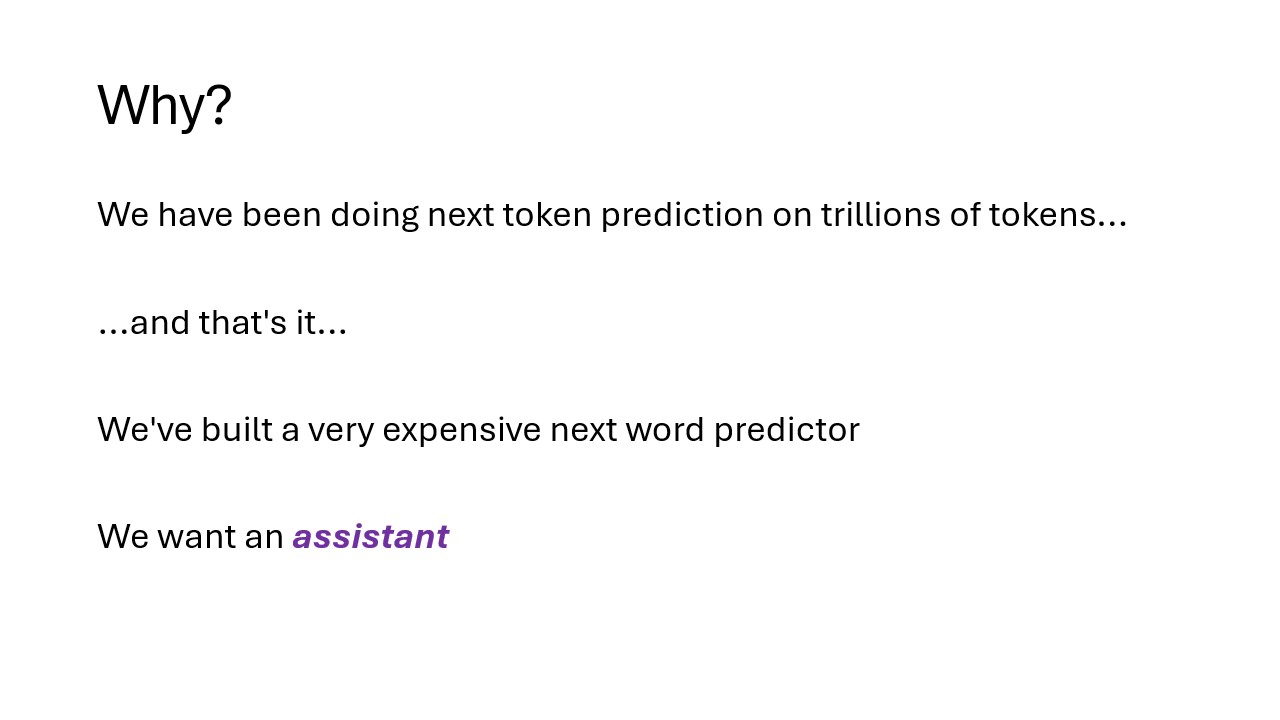 Why?
We have been doing next token prediction on trillions of tokens...
...and that's it...
We've built a very expensive next word predictor
We want an assistant